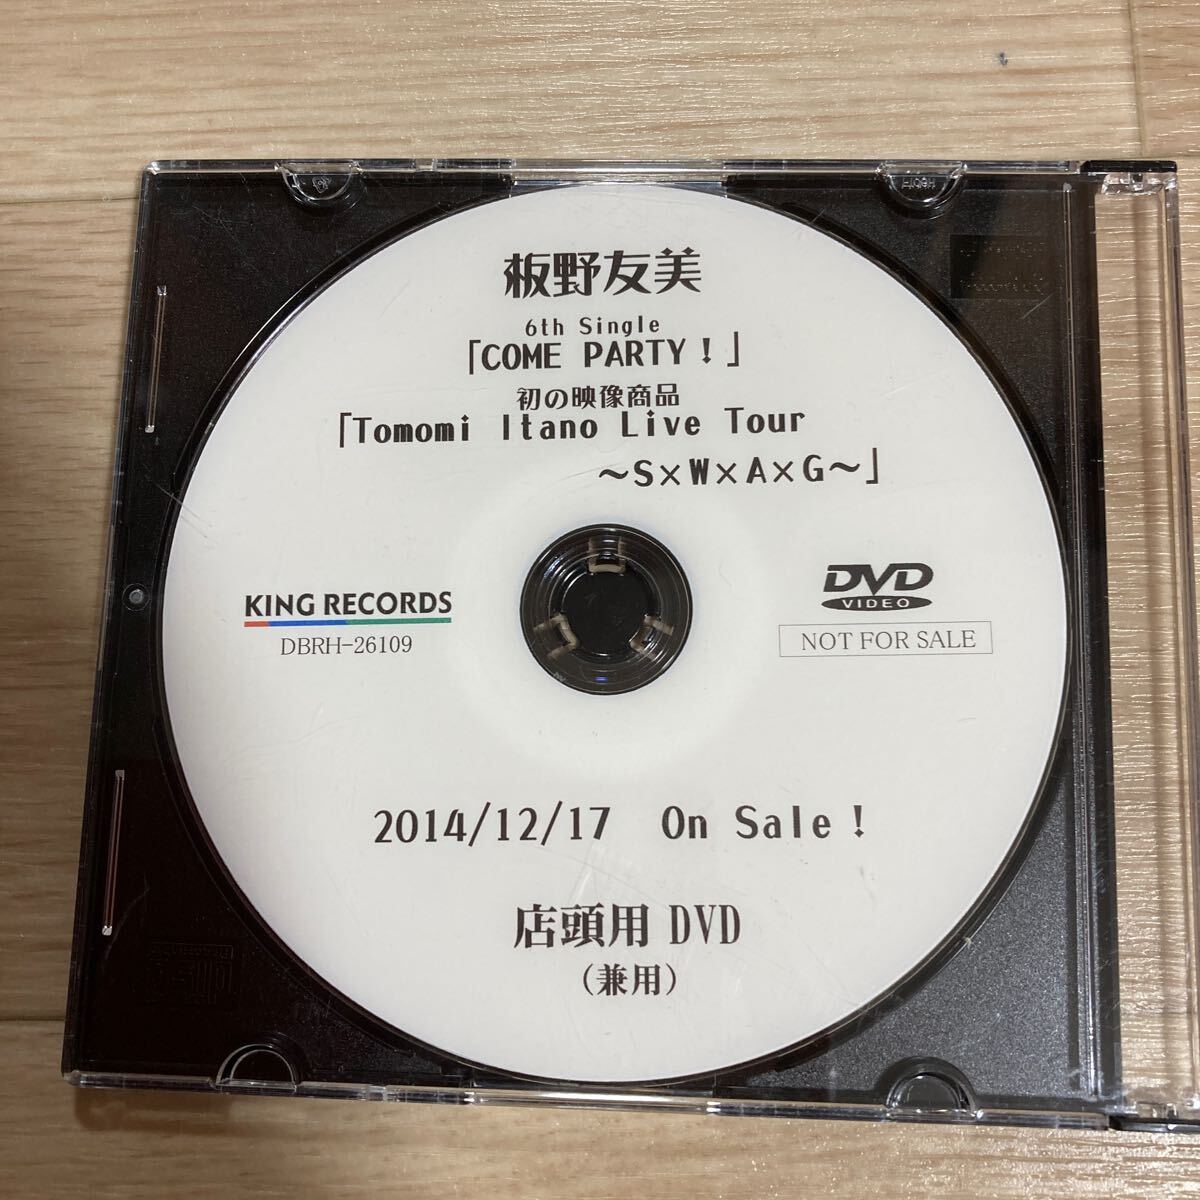 板野友美
6th Single
「COME PARTY！」
初の映像商品
「Tomomi Itano Live Tour
～S×W×A×G～」
KING RECORDS
DBRH-26109
DVD
VIDEO
NOT FOR SALE
2014/12/17 On Sale！
店頭用 DVD
（兼用）